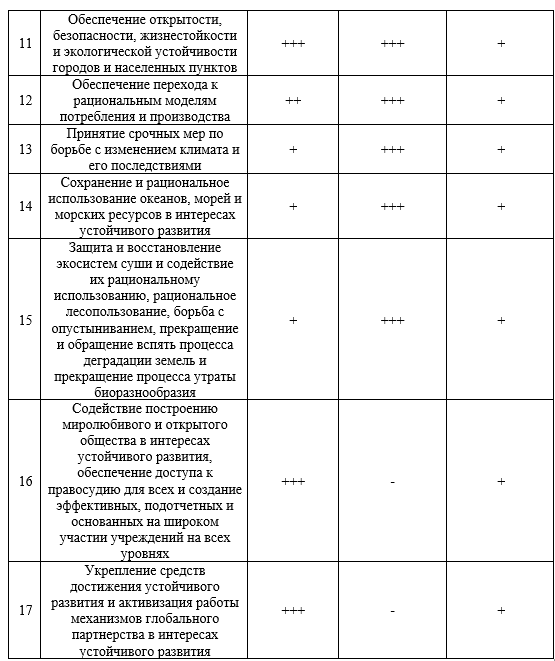 Обеспечение открытости,
безопасности, жизнестойкости
11 и экологической устойчивости +++ +++ +
городов и населенных пунктов
Обеспечение перехода к
12 рациональным моделям ++ +++ +
потребления и производства
Принятие срочных мер по
13 борьбе с изменением климата и + +++ +
его последствиями
Сохранение и рациональное
14 использование океанов, морей и + +++ +
морских ресурсов в интересах
устойчивого развития
Защита и восстановление
экосистем суши и содействие
их рациональному
использованию, рациональное
15 лесопользование, борьба с + +++ +
опустыниванием, прекращение
и обращение вспять процесса
деградации земель и
прекращение процесса утраты
биоразнообразия
Содействие построению
миролюбивого и открытого
общества в интересах
устойчивого развития,
16 обеспечение доступа к +++ - +
правосудию для всех и создание
эффективных, подотчетных и
основанных на широком
участии учреждений на всех
уровнях
Укрепление средств
достижения устойчивого
17 развития и активизация работы +++ - +
механизмов глобального
партнерства в интересах
устойчивого развития